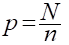 p = N/n